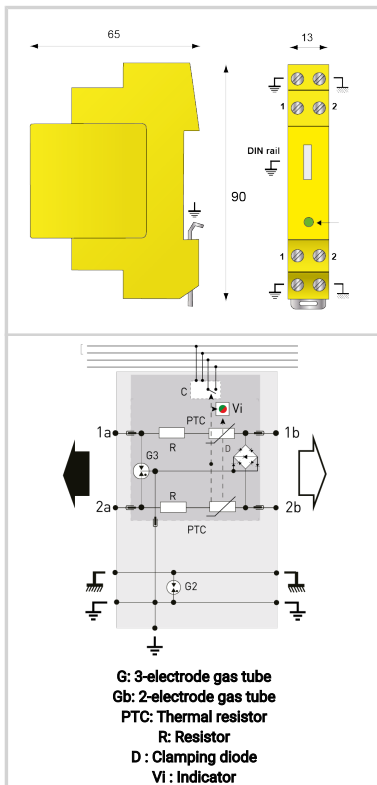 65
13
1
2
DIN rail
90
1
2
C
Vi
PTC
1a
1b
R
D
G3
R
2a
2b
PTC
G2
G: 3-electrode gas tube
Gb: 2-electrode gas tube
PTC: Thermal resistor
R: Resistor
D : Clamping diode
Vi : Indicator